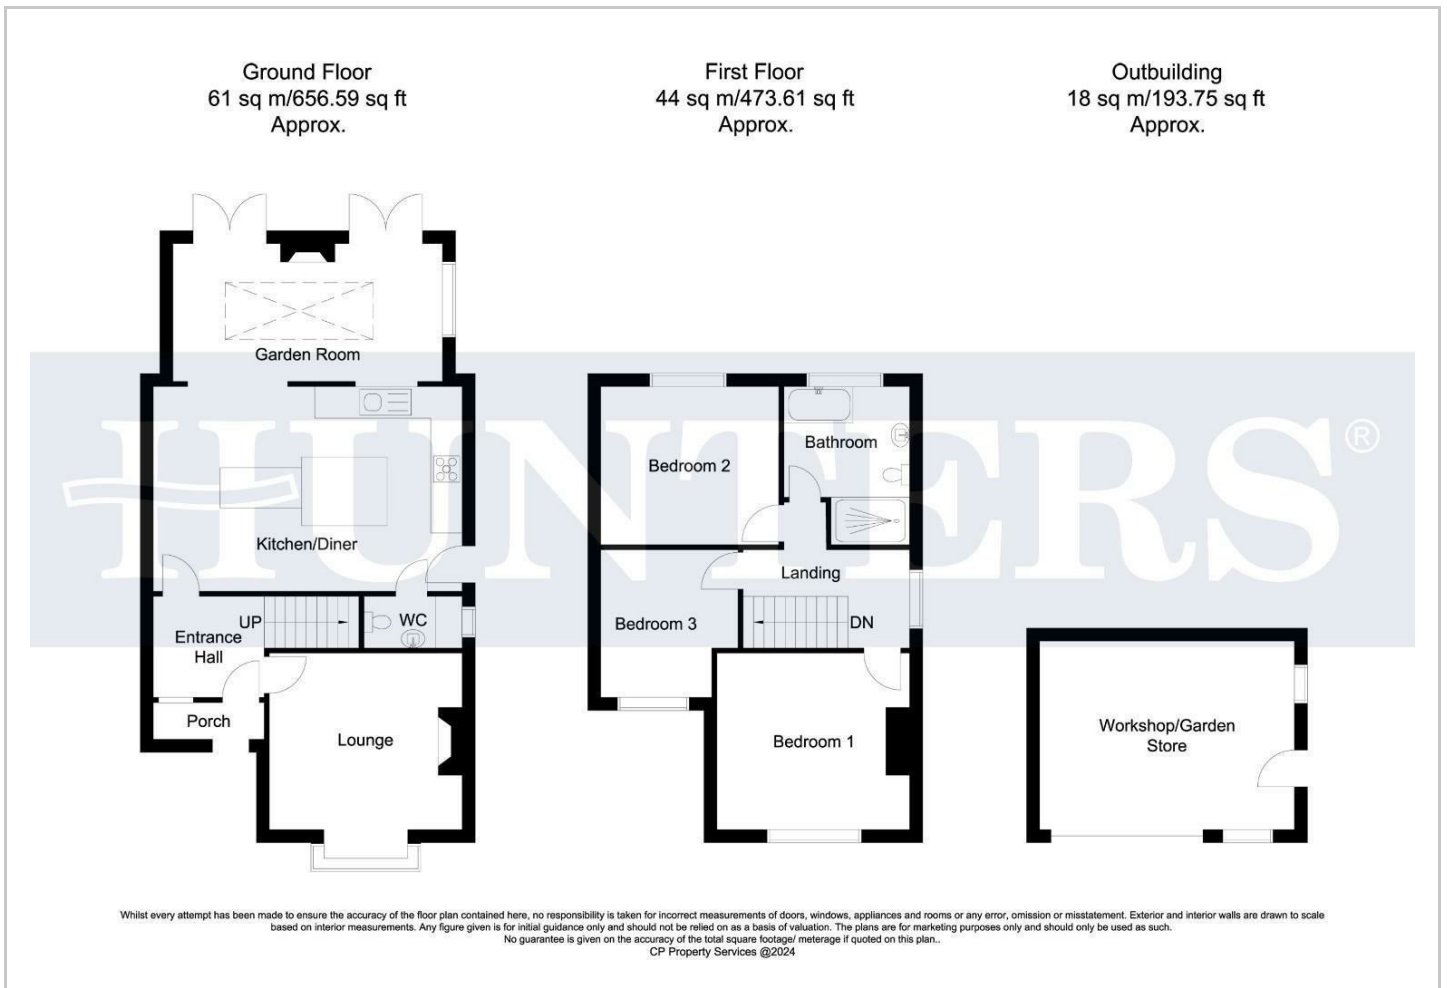 Ground Floor
61 sq m/656.59 sq ft
Approx.
First Floor
44 sq m/473.61 sq ft
Approx.
Outbuilding
18 sq m/193.75 sq ft
Approx.
Garden Room
HUNTERS®
Kitchen/Diner
UP
WC
Entrance
Hall
Porch
Lounge
Bedroom 2
Bathroom
Landing
Bedroom 3
DN
Bedroom 1
Workshop/Garden
Store
Whilst every attempt has been made to ensure the accuracy of the floor plan contained here, no responsibility is taken for incorrect measurements of doors, windows, appliances and rooms or any error, omission or misstatement. Exterior and interior walls are drawn to scale
based on interior measurements. Any figure given is for initial guidance only and should not be relied on as a basis of valuation. The plans are for marketing purposes only and should only be used as such.
No guarantee is given on the accuracy of the total square footage/ meterage if quoted on this plan..
CP Property Services @2024